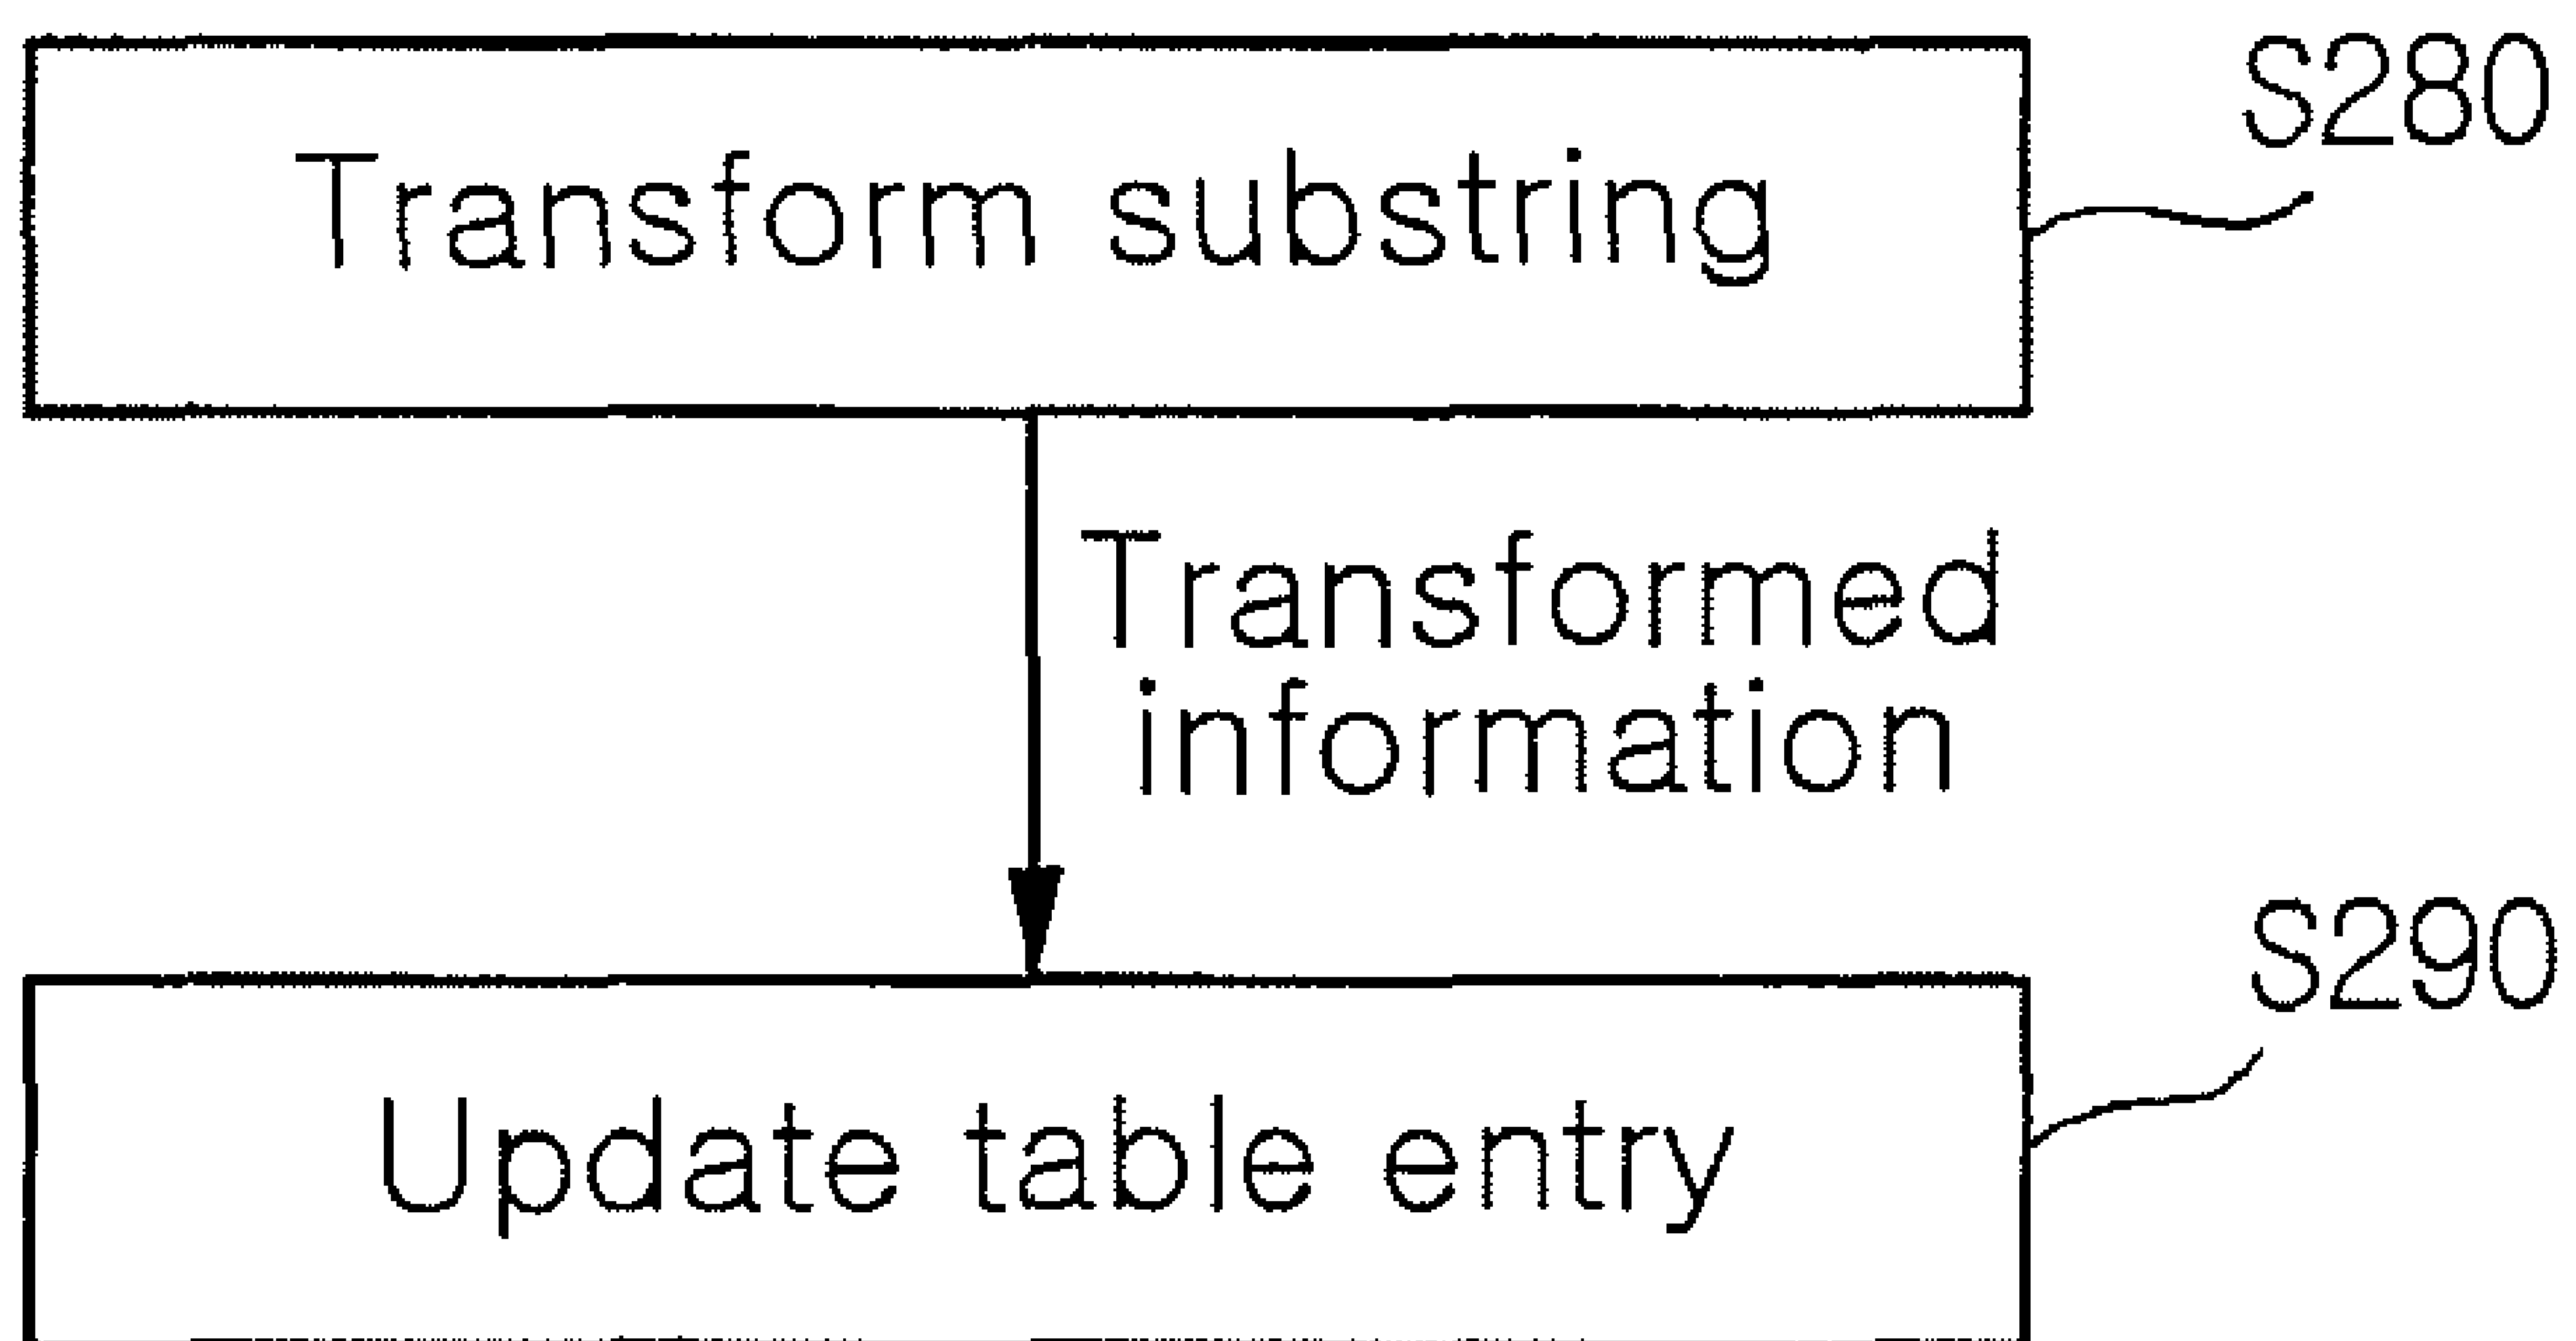 S280
Transform substring
Transformed
information
S290
Update table entry